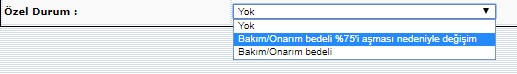 Özel Durum : Yok
Yok
Bakım/Onarım bedeli %75'i aşması nedeniyle değişim
Bakım/Onarım bedeli